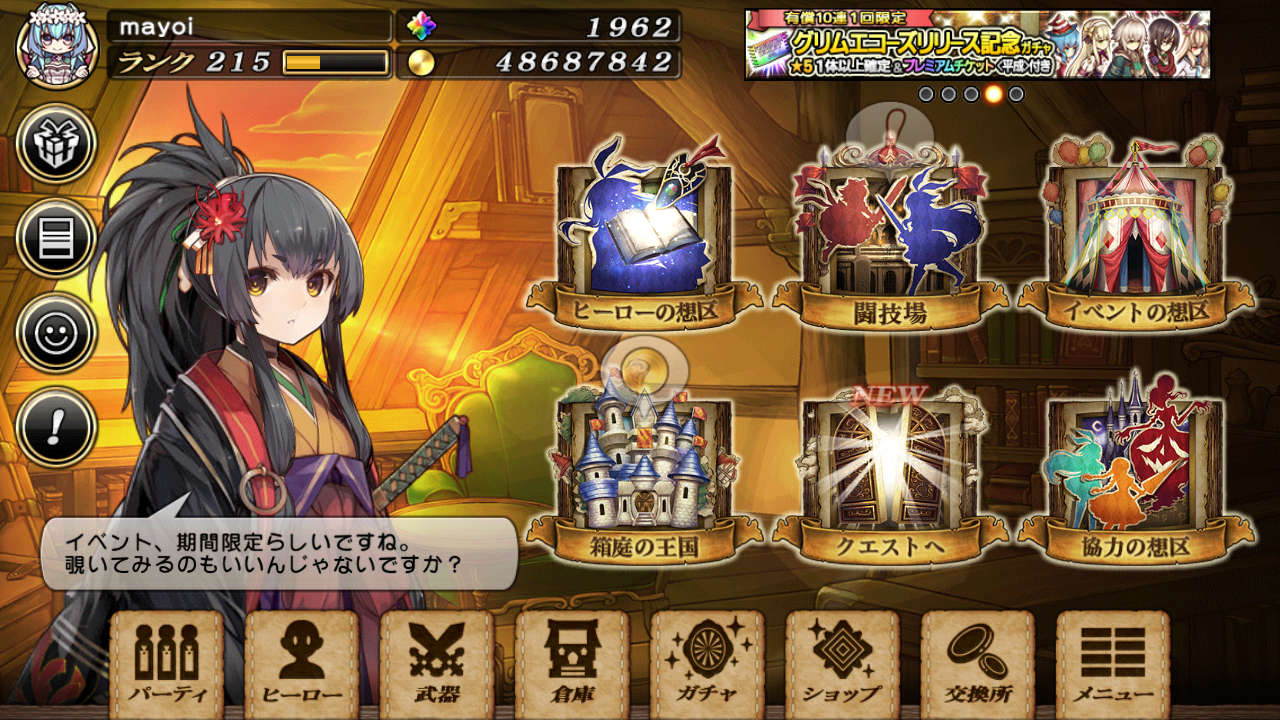 mayoi
1962
ランク 215
48687842
有償10連1回限定
グリムエコーズリリース記念ガチャ
★5 1体以上確定&プレミアムチケット<平成>付き
ヒーローの想区
闘技場
イベントの想区
NEW
箱庭の王国
クエストへ
協力の想区
イベント、期間限定らしいですね。
覗いてみるのもいいんじゃないですか?
パーティ
ヒーロー
武器
倉庫
ガチャ
ショップ
交換所
メニュー